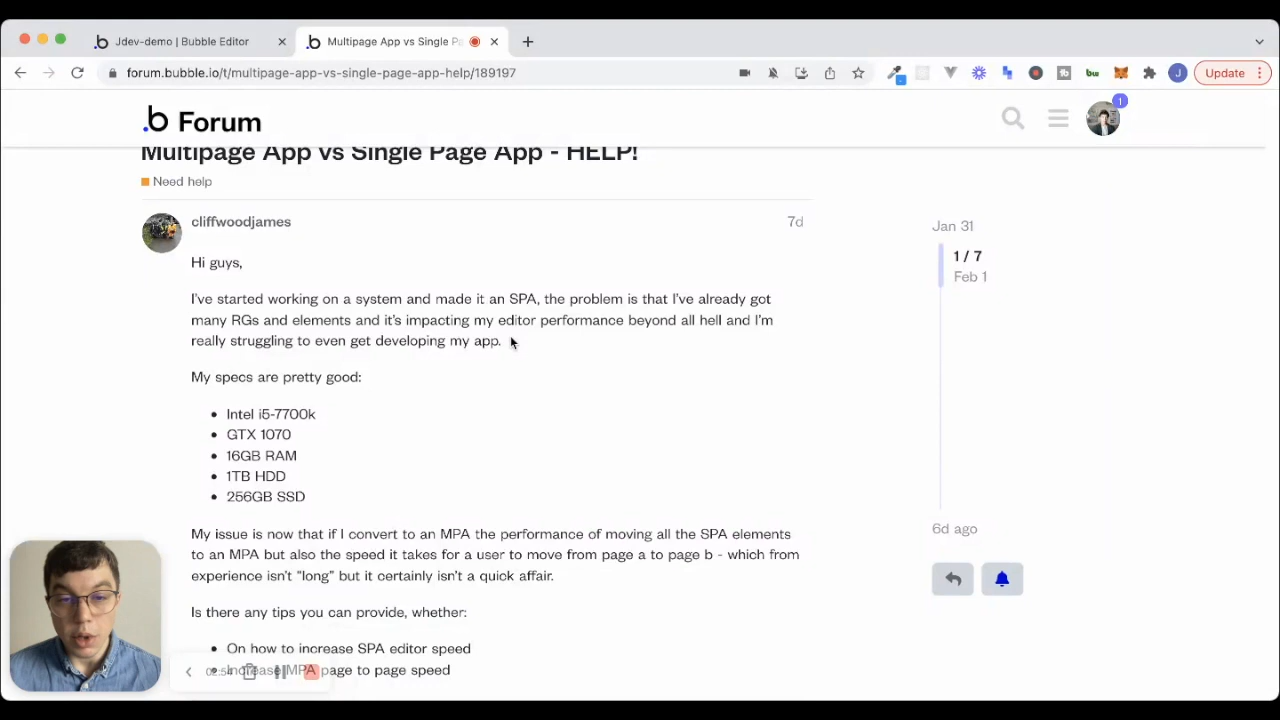 Jdev-demo | Bubble Editor
Multipage App vs Single Pa
forum.bubble.io/t/multipage-app-vs-single-page-app-help/189197
J
Update
.b Forum
1
Multipage App vs Single Page App - HELP!
Need help
cliffwoodjames
7d
Hi guys,
I've started working on a system and made it an SPA, the problem is that I've already got
many RGs and elements and it's impacting my editor performance beyond all hell and I'm
really struggling to even get developing my app.
My specs are pretty good:
Intel i5-7700k
GTX 1070
16GB RAM
1TB HDD
256GB SSD
My issue is now that if I convert to an MPA the performance of moving all the SPA elements
to an MPA but also the speed it takes for a user to move from page a to page b - which from
experience isn't "long" but it certainly isn't a quick affair.
Is there any tips you can provide, whether:
On how to increase SPA editor speed
increase MPA page to page speed
Jan 31
1 / 7
Feb 1
6d ago